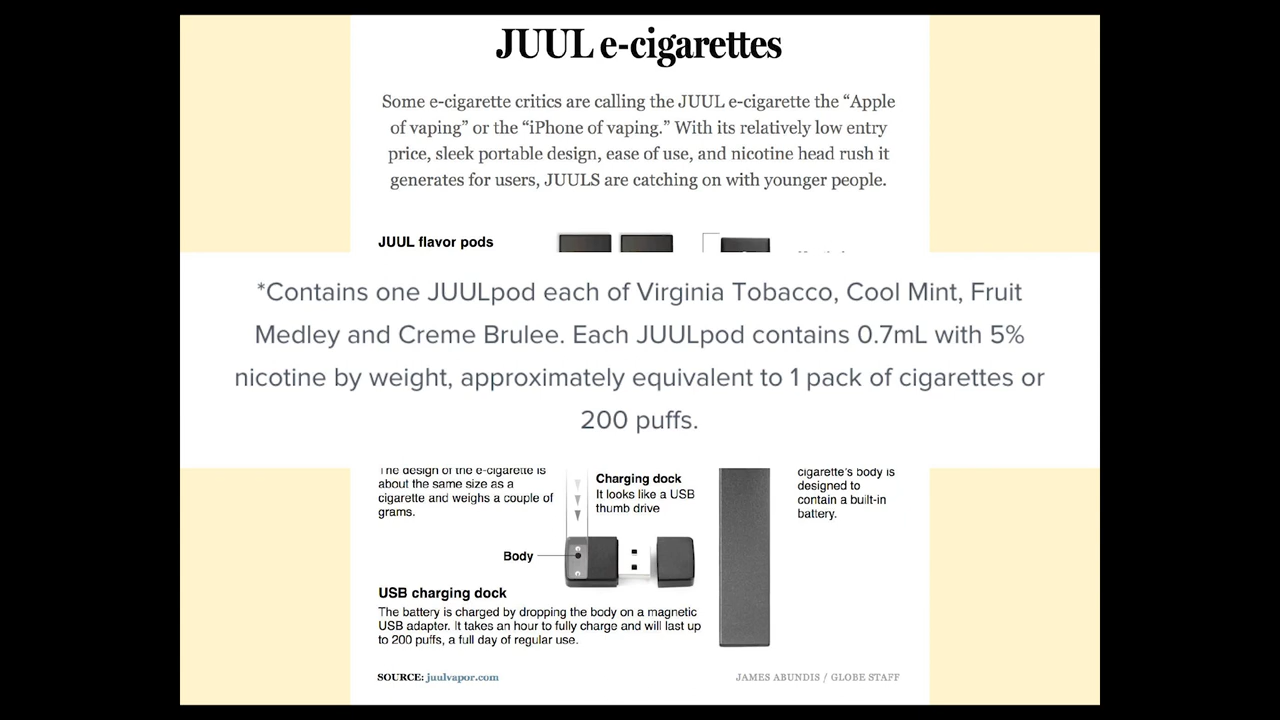 JUUL e-cigarettes
Some e-cigarette critics are calling the JUUL e-cigarette the “Apple
of vaping” or the “iPhone of vaping.” With its relatively low entry
price, sleek portable design, ease of use, and nicotine head rush it
generates for users, JUULS are catching on with younger people.
JUUL flavor pods
*Contains one JUULpod each of Virginia Tobacco, Cool Mint, Fruit
Medley and Creme Brulee. Each JUULpod contains 0.7mL with 5%
nicotine by weight, approximately equivalent to 1 pack of cigarettes or
200 puffs.
The design of the e-cigarette is
about the same size as a
cigarette and weighs a couple of
grams.
Charging dock
It looks like a USB
thumb drive
cigarette’s body is
designed to
contain a built-in
battery.
Body
USB charging dock
The battery is charged by dropping the body on a magnetic
USB adapter. It takes an hour to fully charge and will last up
to 200 puffs, a full day of regular use.
SOURCE: juulvapor.com
JAMES ABUNDIS / GLOBE STAFF